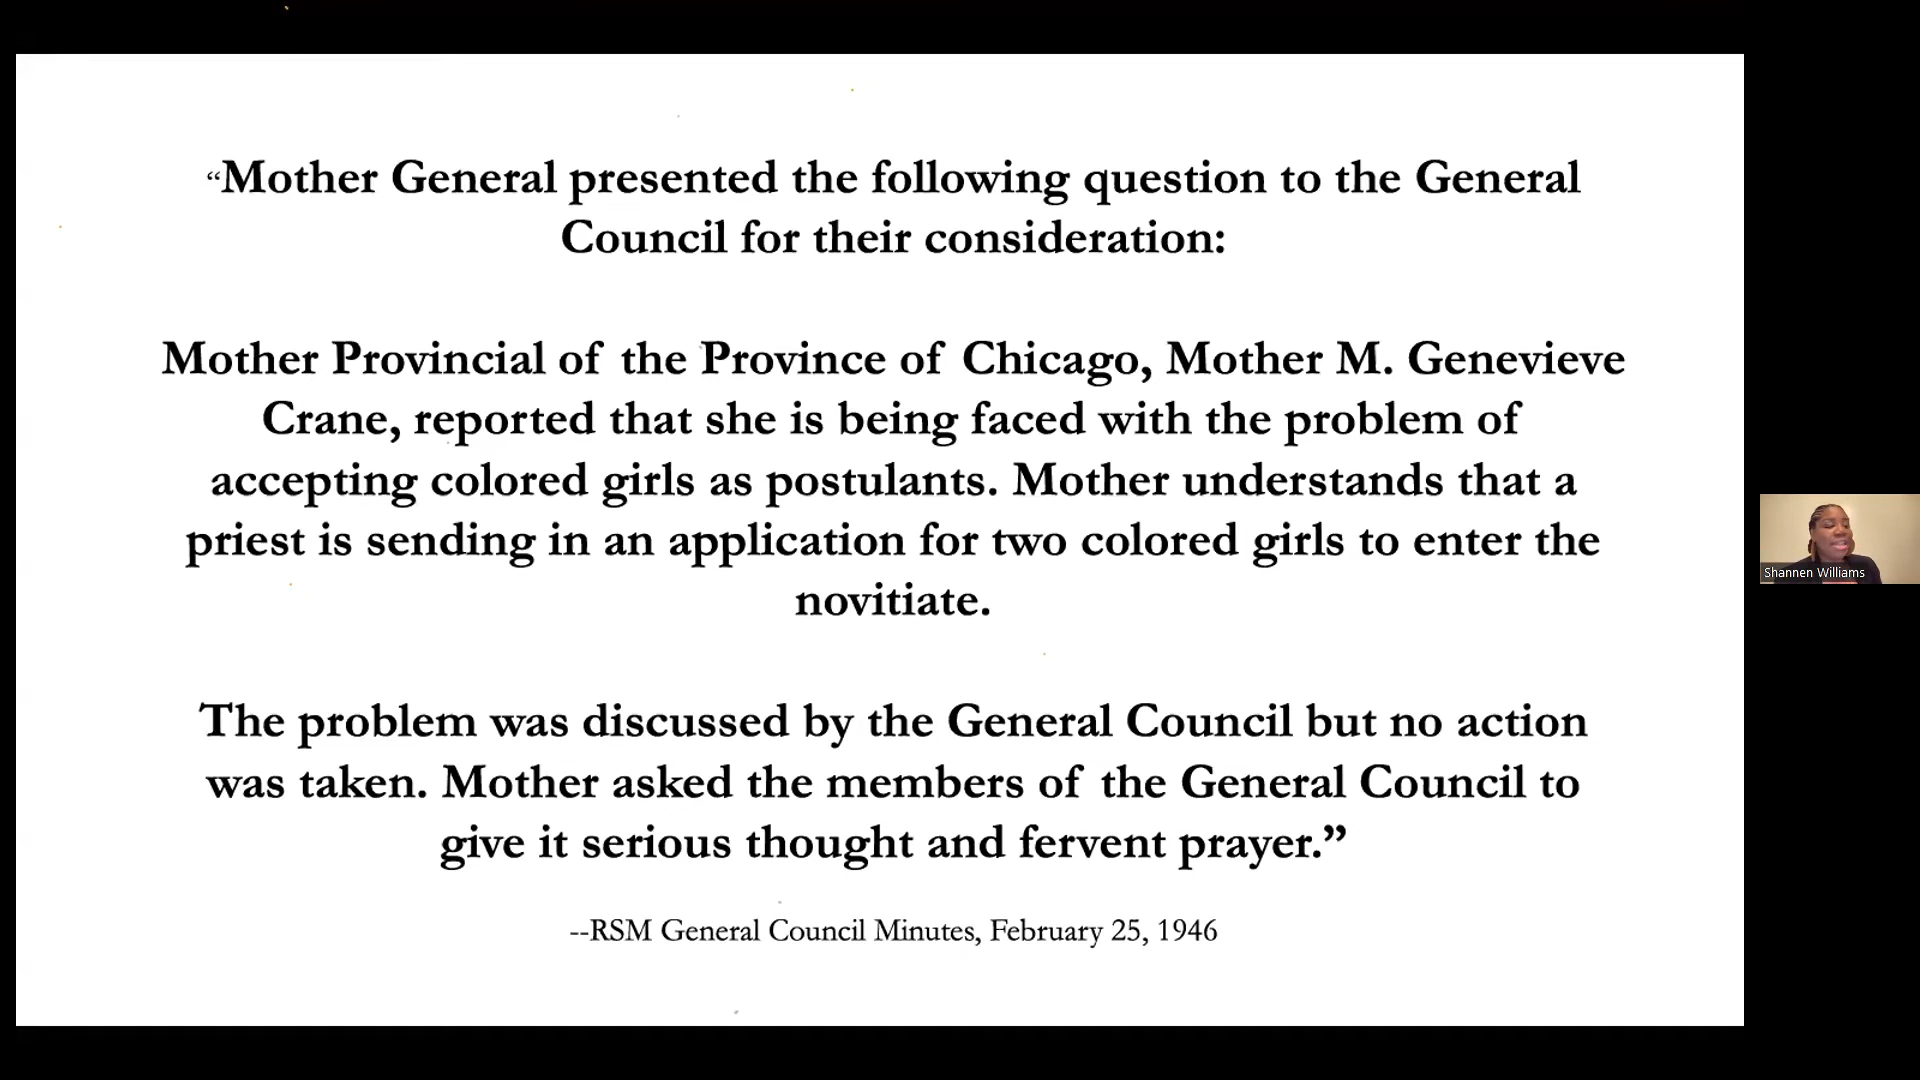 “Mother General presented the following question to the General
Council for their consideration:
Mother Provincial of the Province of Chicago, Mother M. Genevieve
Crane, reported that she is being faced with the problem of
accepting colored girls as postulants. Mother understands that a
priest is sending in an application for two colored girls to enter the
novitiate.
The problem was discussed by the General Council but no action
was taken. Mother asked the members of the General Council to
give it serious thought and fervent prayer.”
--RSM General Council Minutes, February 25, 1946
Shannen Williams